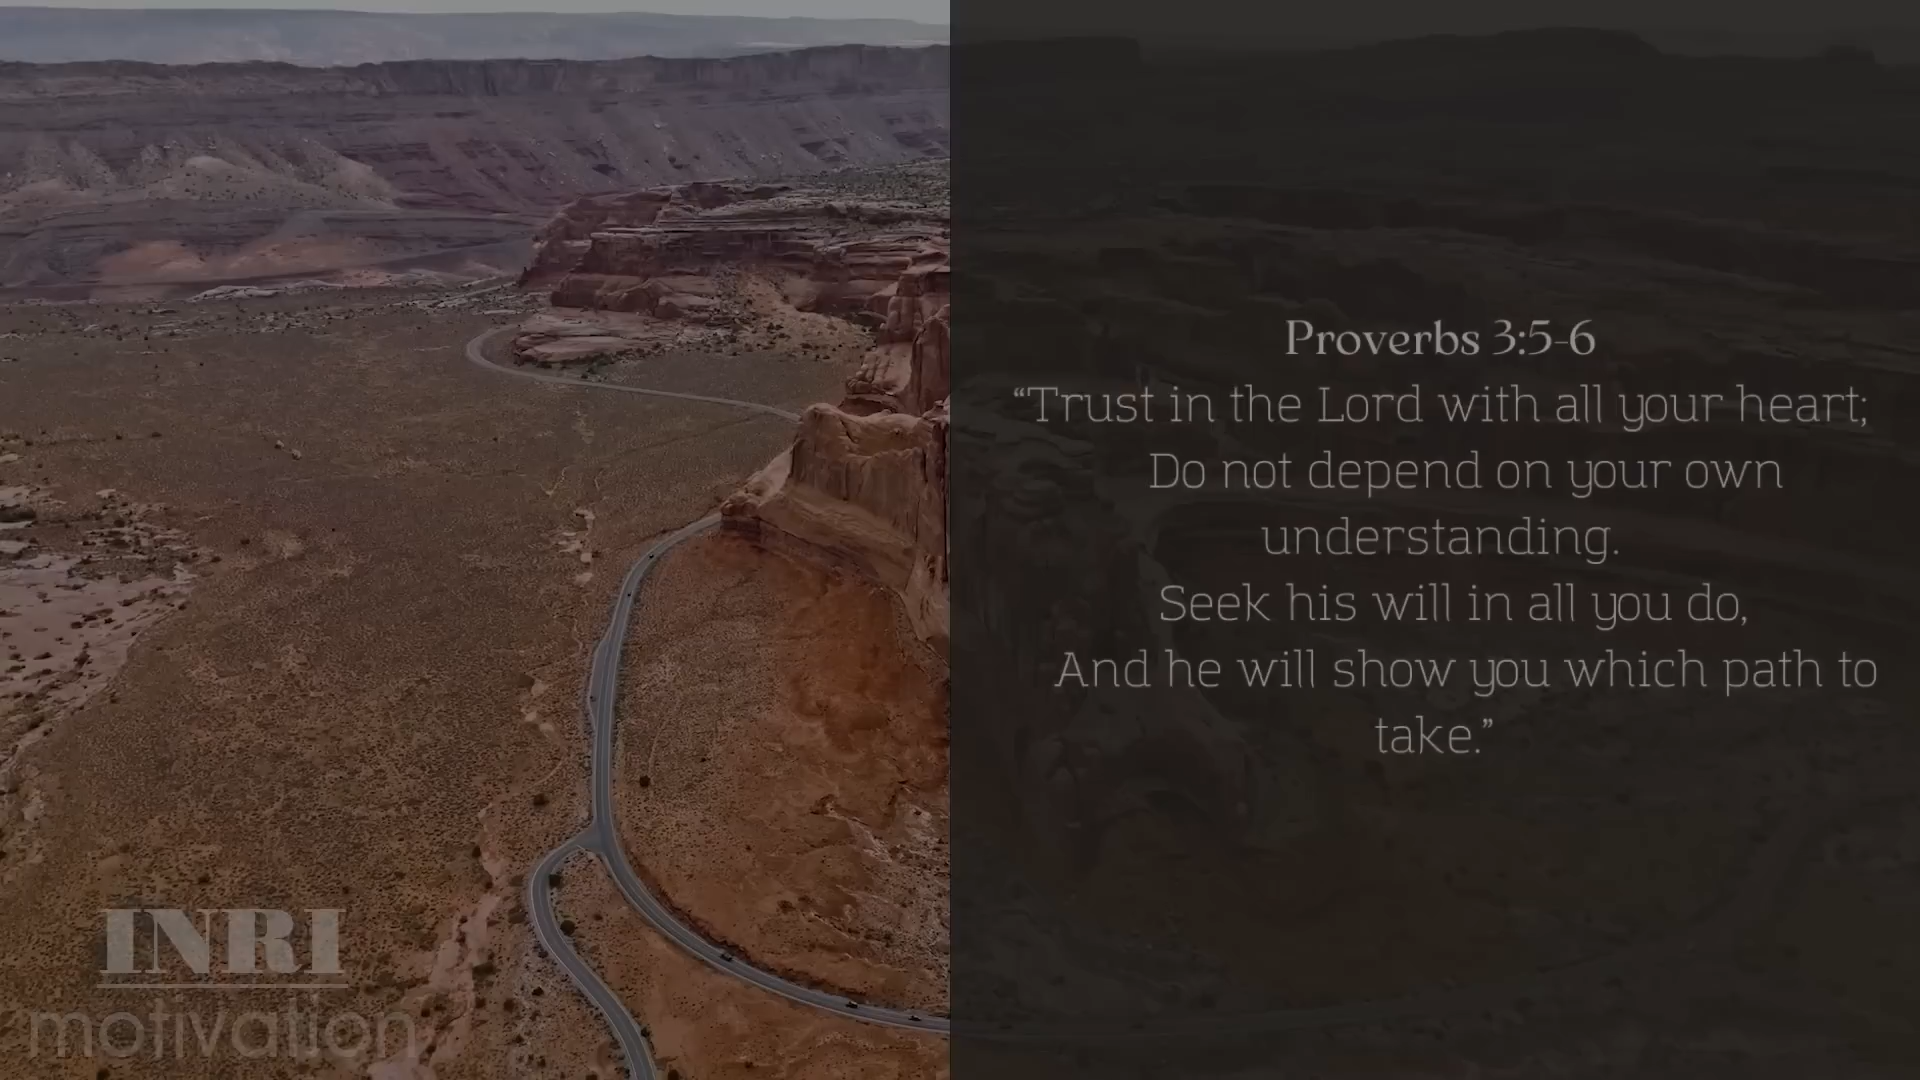 Proverbs 3:5-6
“Trust in the Lord with all your heart;
Do not depend on your own
understanding.
Seek his will in all you do,
And he will show you which path to
take.”
INRI
motivation